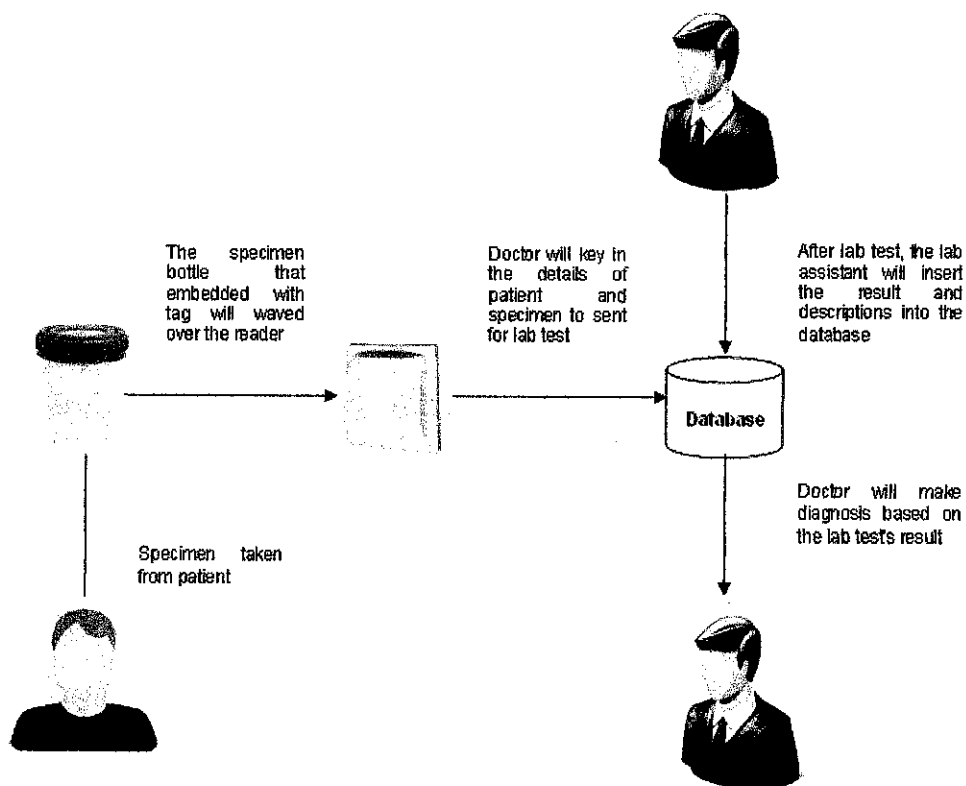 The specimen
bottle that
embedded with
tag will waved
over the reader
Doctor will key in
the details of
patient and
specimen to sent
for lab test
After lab test, the lab
assistant will insert
the result and
descriptions into the
database
Database
Doctor will make
diagnosis based on
the lab test's result
Specimen taken
from patient